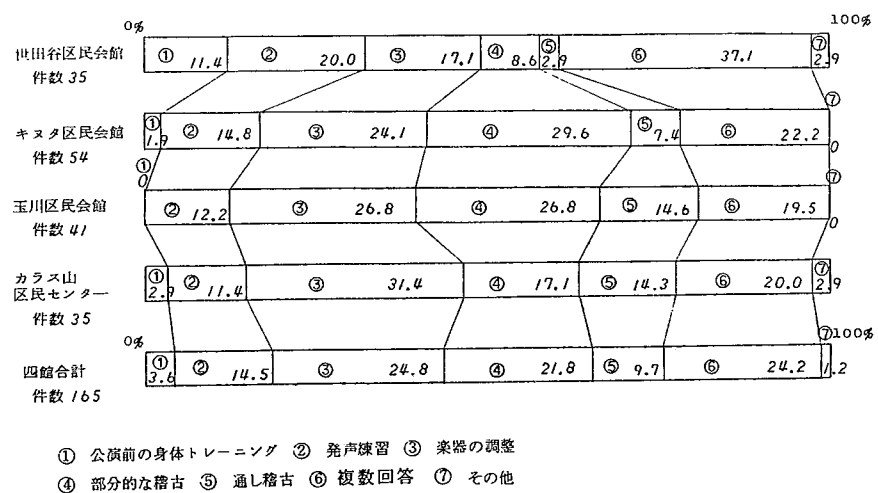 0% 100%
世田谷区民会館 ① 11.4 ② 20.0 ③ 17.1 ④ 8.6 ⑤ 2.9 ⑥ 37.1 ⑦ 2.9
件数 35
⑦
キヌタ区民会館 ① 1.9 ② 14.8 ③ 24.1 ④ 29.6 ⑤ 7.4 ⑥ 22.2 0
件数 54
① 0 ⑦
玉川区民会館 ② 12.2 ③ 26.8 ④ 26.8 ⑤ 14.6 ⑥ 19.5 0
件数 41
カラス山 ① 2.9 ② 11.4 ③ 31.4 ④ 17.1 ⑤ 14.3 ⑥ 20.0 ⑦ 2.9
区民センター
件数 35
0% ⑦ 100%
四館合計 ① 3.6 ② 14.5 ③ 24.8 ④ 21.8 ⑤ 9.7 ⑥ 24.2 1.2
件数 165
① 公演前の身体トレーニング ② 発声練習 ③ 楽器の調整
④ 部分的な稽古 ⑤ 通し稽古 ⑥ 複数回答 ⑦ その他